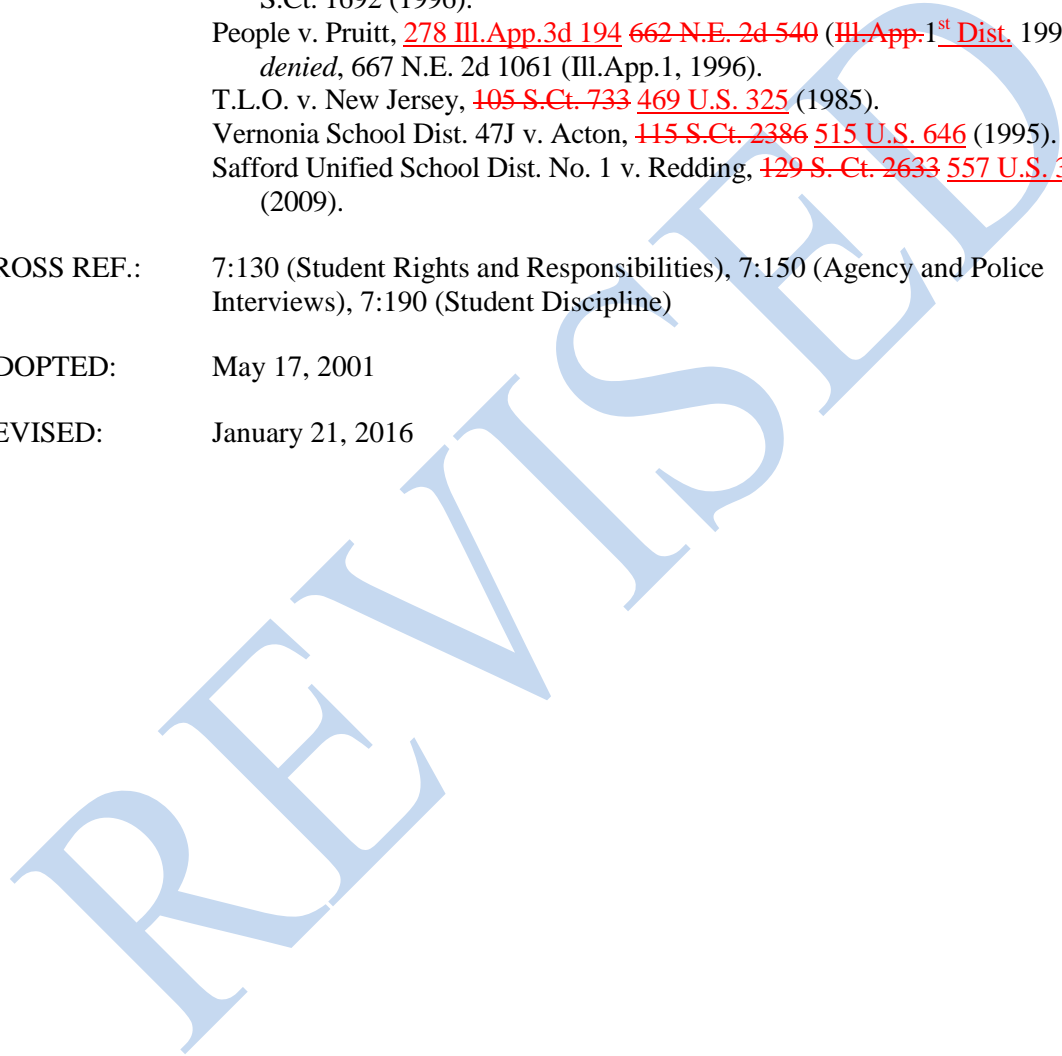 S.Ct. 1692 (1996).
People v. Pruitt, 278 Ill.App.3d 194 662 N.E. 2d 540 (Ill.App.1st Dist. 199
denied, 667 N.E. 2d 1061 (Ill.App.1, 1996).
T.L.O. v. New Jersey, 105 S.Ct. 733 469 U.S. 325 (1985).
Vernonia School Dist. 47J v. Acton, 115 S.Ct. 2386 515 U.S. 646 (1995).
Safford Unified School Dist. No. 1 v. Redding, 129 S. Ct. 2633 557 U.S. 3
(2009).
ROSS REF.: 7:130 (Student Rights and Responsibilities), 7:150 (Agency and Police
Interviews), 7:190 (Student Discipline)
DOPTED: May 17, 2001
EVISED: January 21, 2016
REVISED